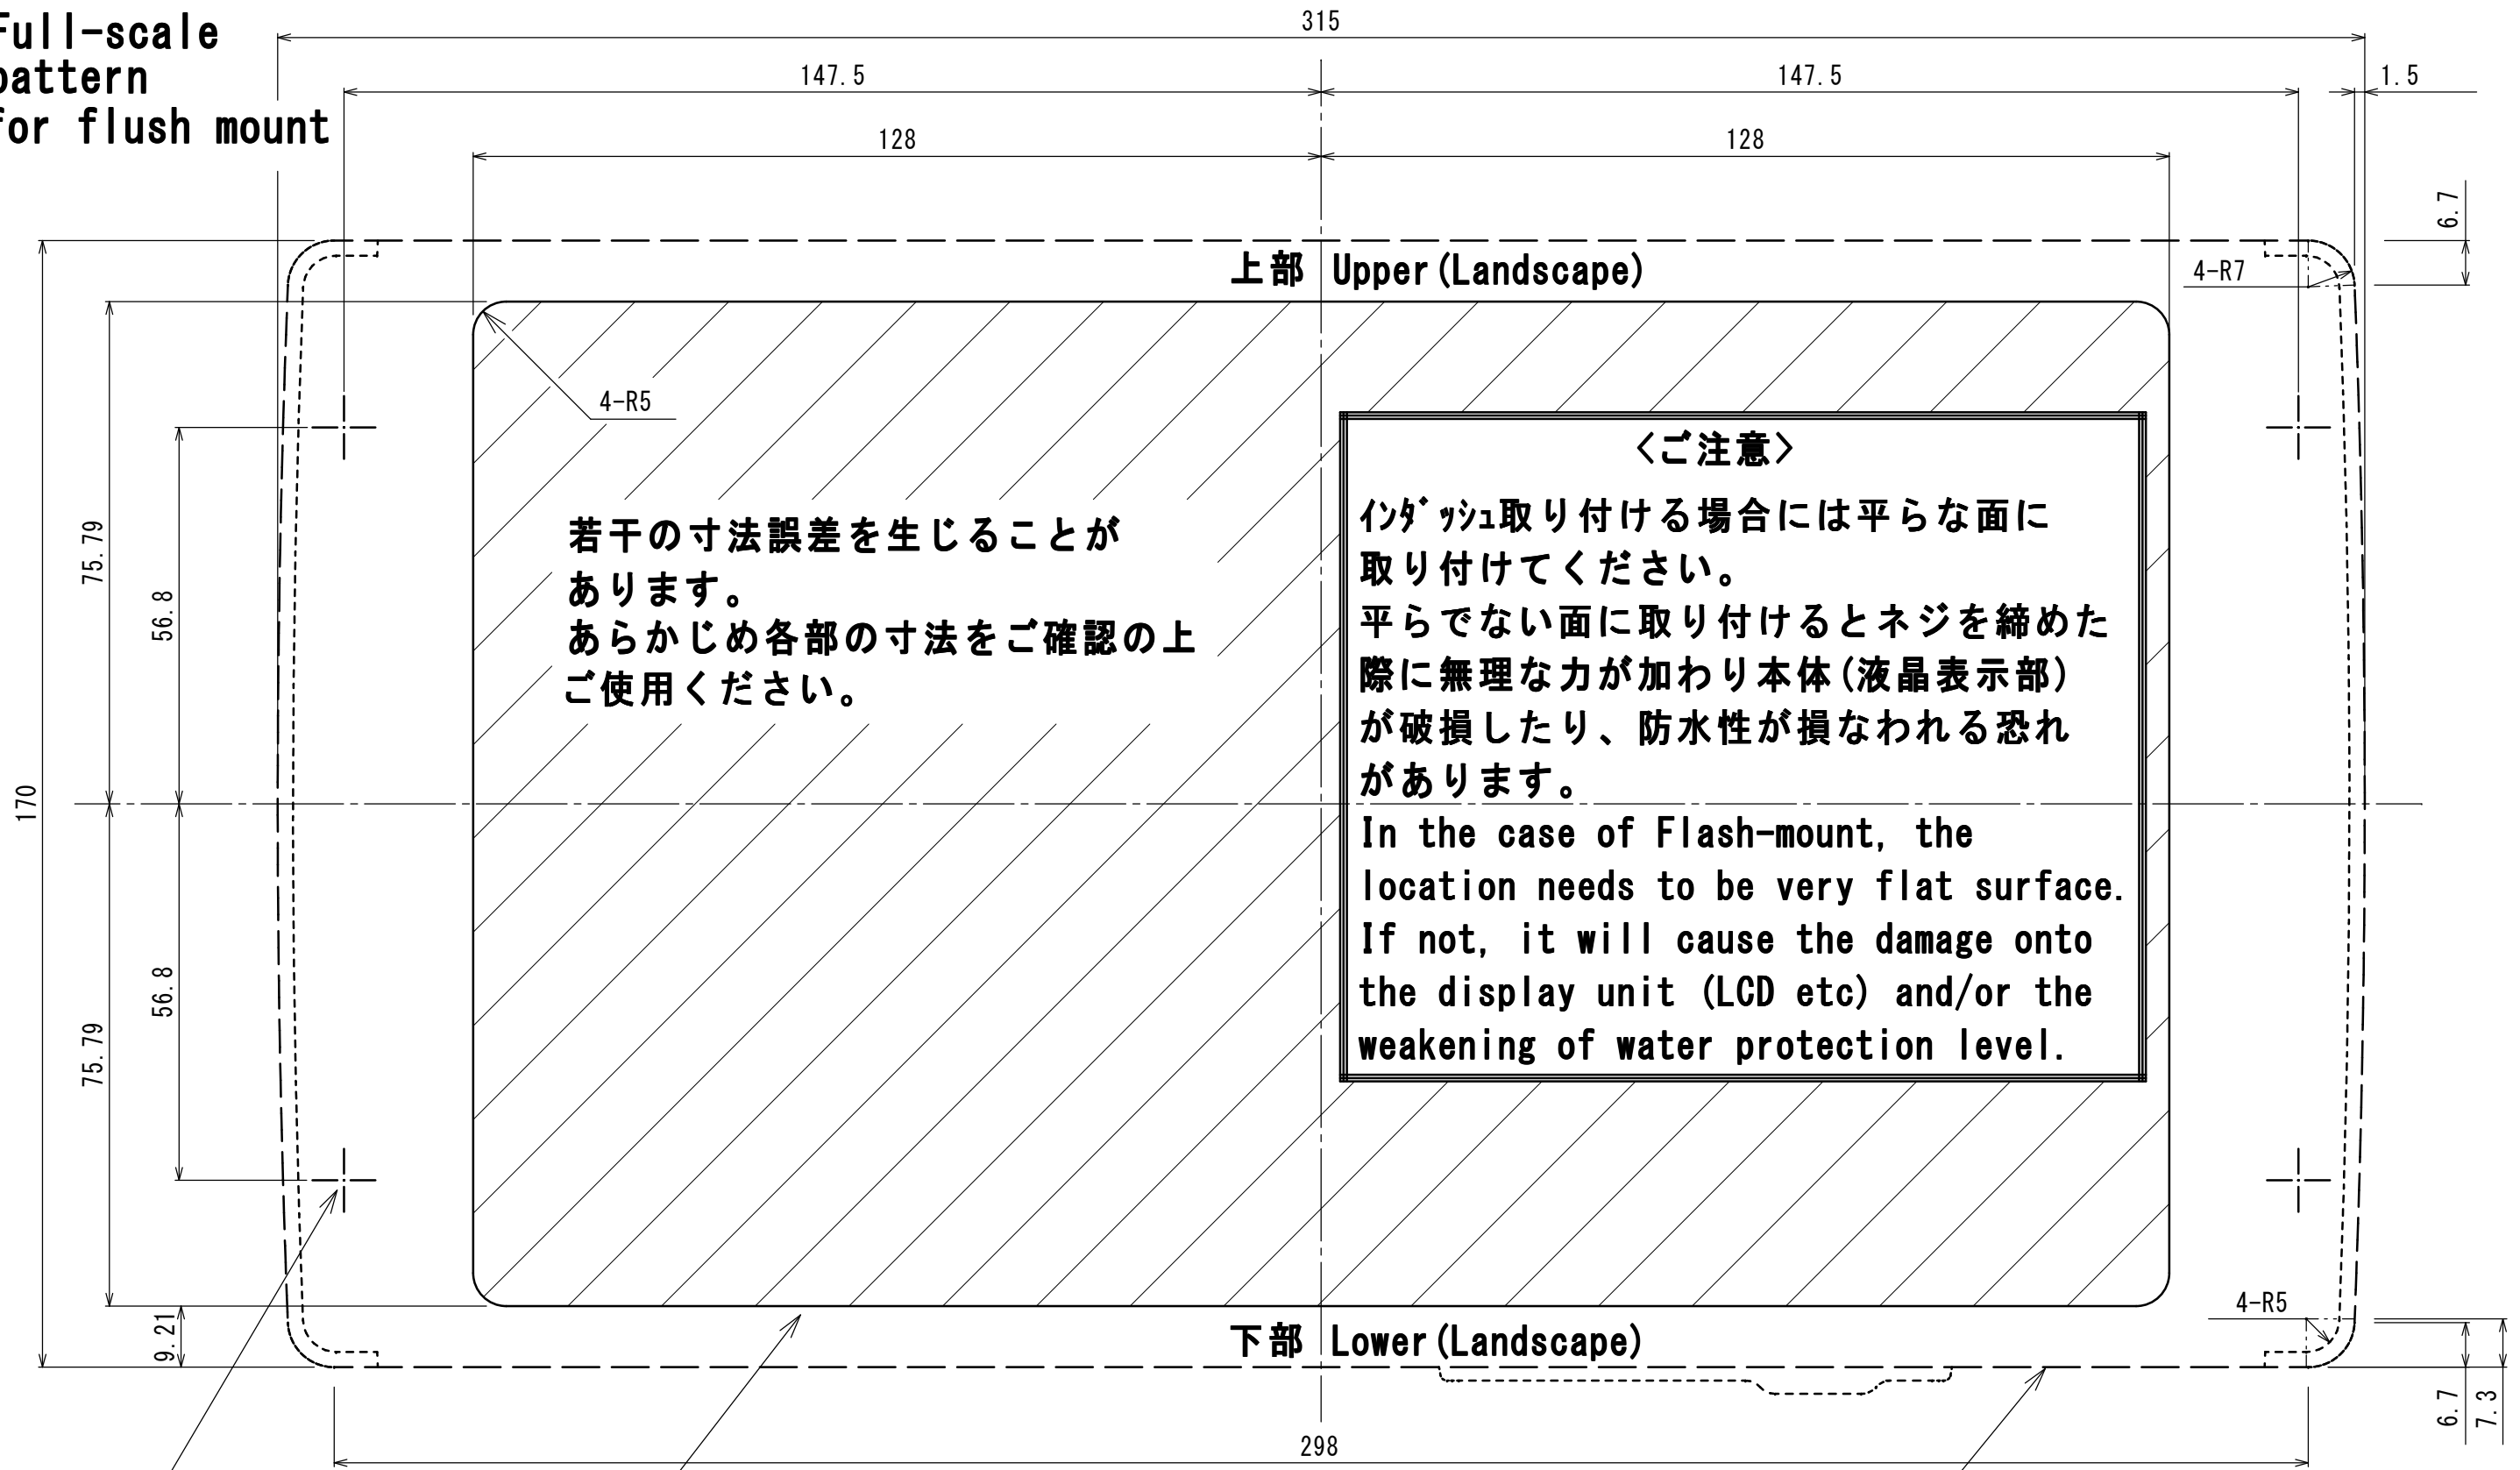 Full-scale
pattern
for flush mount
315
147.5
147.5
1.5
128
128
6.7
上部 Upper(Landscape)
4-R7
4-R5
75.79
56.8
170
56.8
75.79
9.21
若干の寸法誤差を生じることが
あります。
あらかじめ各部の寸法をご確認の上
ご使用ください。
<ご注意>
インダッシュ取り付ける場合には平らな面に
取り付けてください。
平らでない面に取り付けるとネジを締めた
際に無理な力が加わり本体(液晶表示部)
が破損したり、防水性が損なわれる恐れ
があります。
In the case of Flash-mount, the
location needs to be very flat surface.
If not, it will cause the damage onto
the display unit (LCD etc) and/or the
weakening of water protection level.
4-R5
下部 Lower(Landscape)
6.7
7.3
298